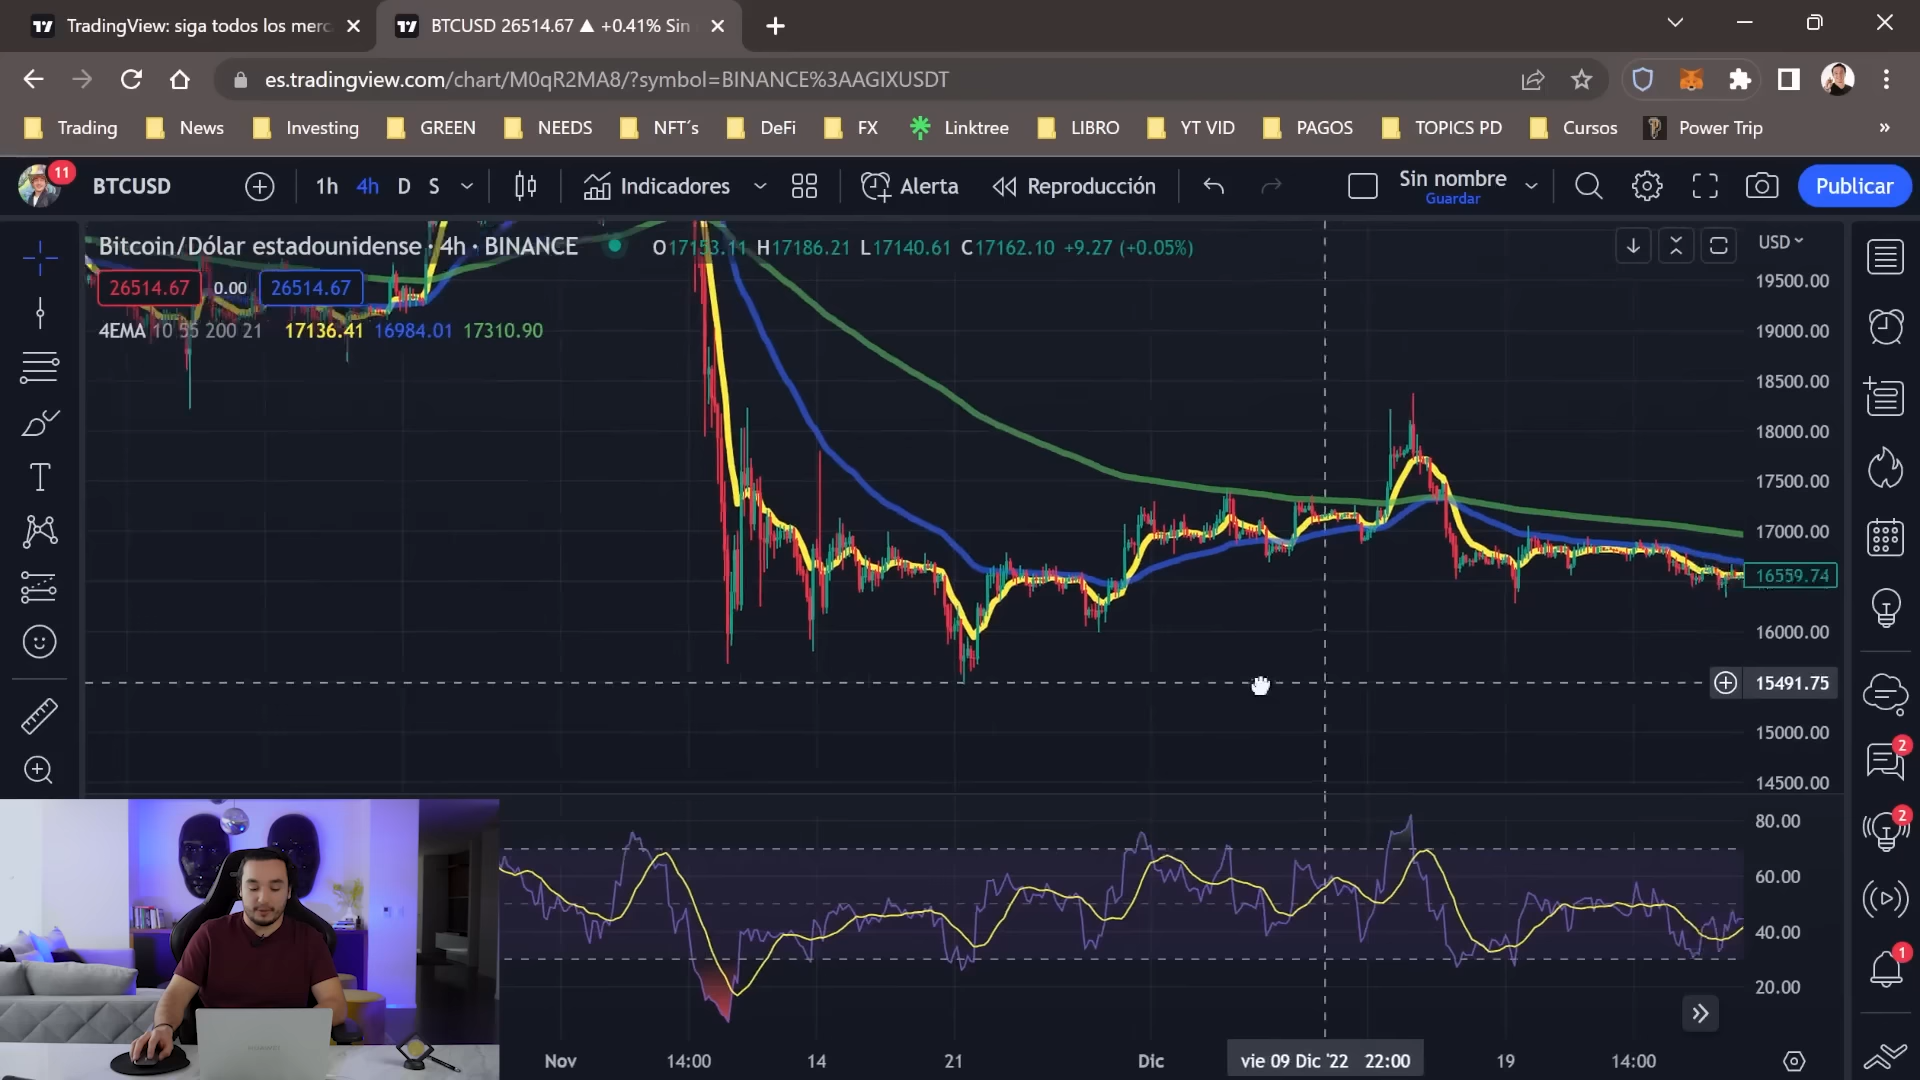 TradingView: siga todos los merc
BTCUSD 26514.67 ▲ +0.41% Sin
es.tradingview.com/chart/M0qR2MA8/?symbol=BINANCE%3AAGIXUSDT
Trading News Investing GREEN NEEDS NFT´s DeFi FX Linktree LIBRO YT VID PAGOS TOPICS PD Cursos Power Trip »
11
BTCUSD 1h 4h D S Indicadores Alerta Reproducción Sin nombre Publicar
Guardar
Bitcoin/Dólar estadounidense · 4h · BINANCE O17153.11 H17186.21 L17140.61 C17162.10 +9.27 (+0.05%) USD
26514.67 0.00 26514.67
4EMA 10 55 200 21 17136.41 16984.01 17310.90
19500.00
19000.00
18500.00
18000.00
17500.00
17000.00
16559.74
16000.00
15491.75
15000.00
14500.00
80.00
60.00
40.00
20.00
2
2
1
Nov 14:00 14 21 Dic vie 09 Dic '22 22:00 19 14:00